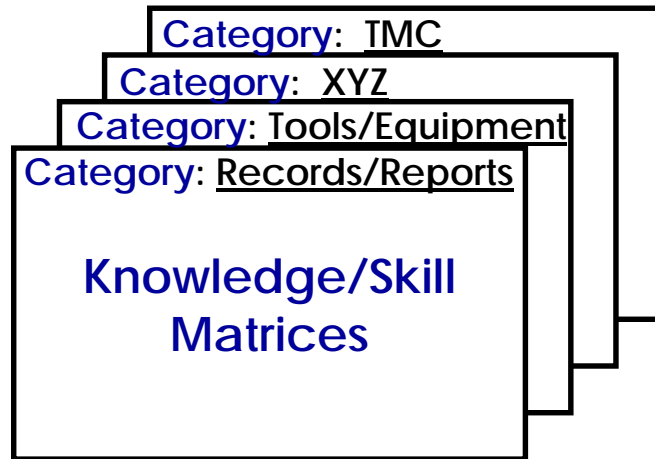 Category: TMC
Category: XYZ
Category: Tools/Equipment
Category: Records/Reports
Knowledge/Skill
Matrices